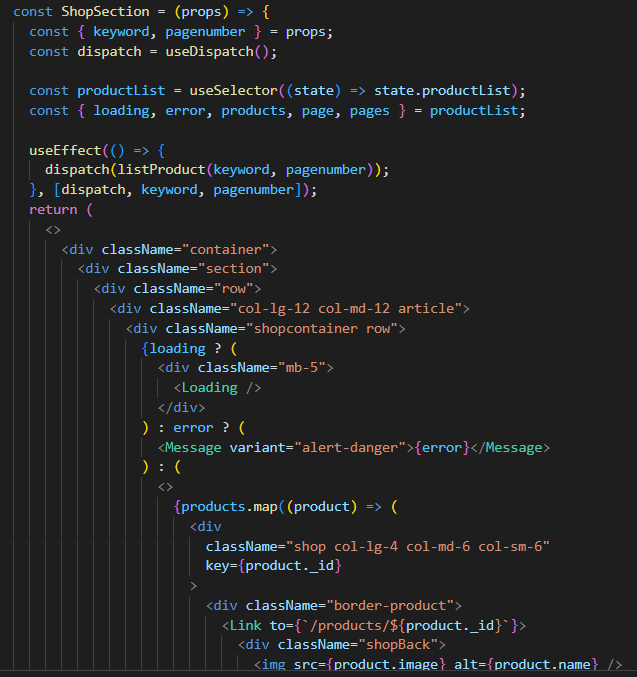 const ShopSection = (props) => {
const { keyword, pagenumber } = props;
const dispatch = useDispatch();
const productList = useSelector((state) => state.productList);
const { loading, error, products, page, pages } = productList;
useEffect(() => {
dispatch(listProduct(keyword, pagenumber));
}, [dispatch, keyword, pagenumber]);
return (
<>
<div className="container">
<div className="section">
<div className="row">
<div className="col-lg-12 col-md-12 article">
<div className="shopcontainer row">
{loading ? (
<div className="mb-5">
<Loading />
</div>
) : error ? (
<Message variant="alert-danger">{error}</Message>
) : (
<>
{products.map((product) => (
<div
className="shop col-lg-4 col-md-6 col-sm-6"
key={product._id}
>
<div className="border-product">
<Link to={`/products/${product._id}`}>
<div className="shopBack">
<img src={product.image} alt={product.name} />